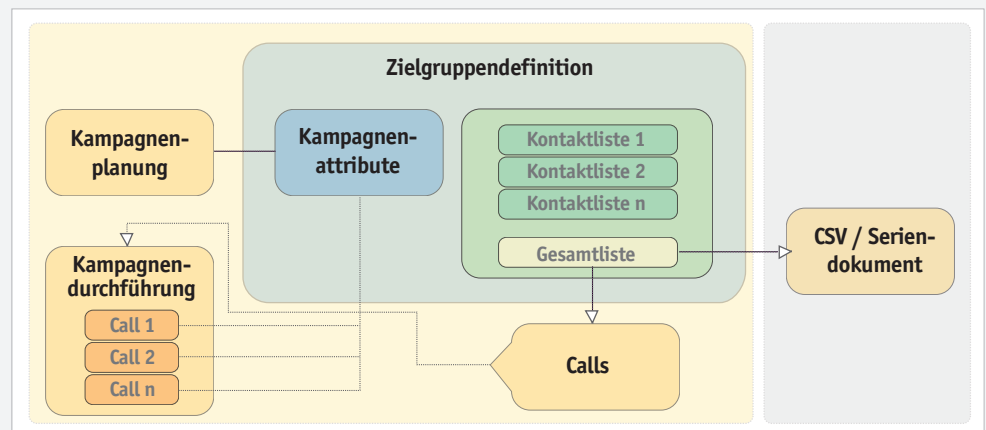 Zielgruppendefinition
Kampagnen-
planung
Kampagnen-
attribute
Kontaktliste 1
Kontaktliste 2
Kontaktliste n
Gesamtliste
CSV / Serien-
dokument
Kampagnen-
durchführung
Call 1
Call 2
Call n
Calls